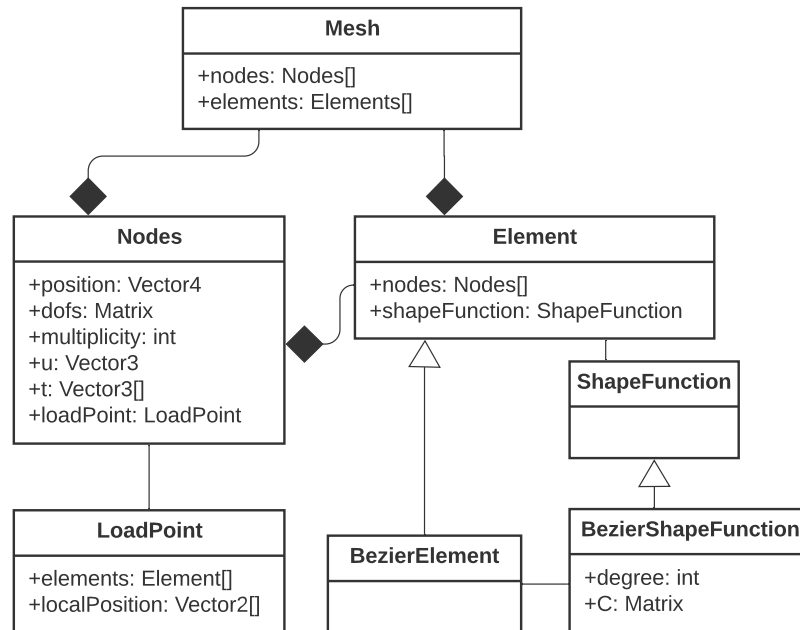 Mesh
+nodes: Nodes[]
+elements: Elements[]
Nodes
+position: Vector4
+dofs: Matrix
+multiplicity: int
+u: Vector3
+t: Vector3[]
+loadPoint: LoadPoint
Element
+nodes: Nodes[]
+shapeFunction: ShapeFunction
ShapeFunction
LoadPoint
+elements: Element[]
+localPosition: Vector2[]
BezierElement
BezierShapeFunction
+degree: int
+C: Matrix